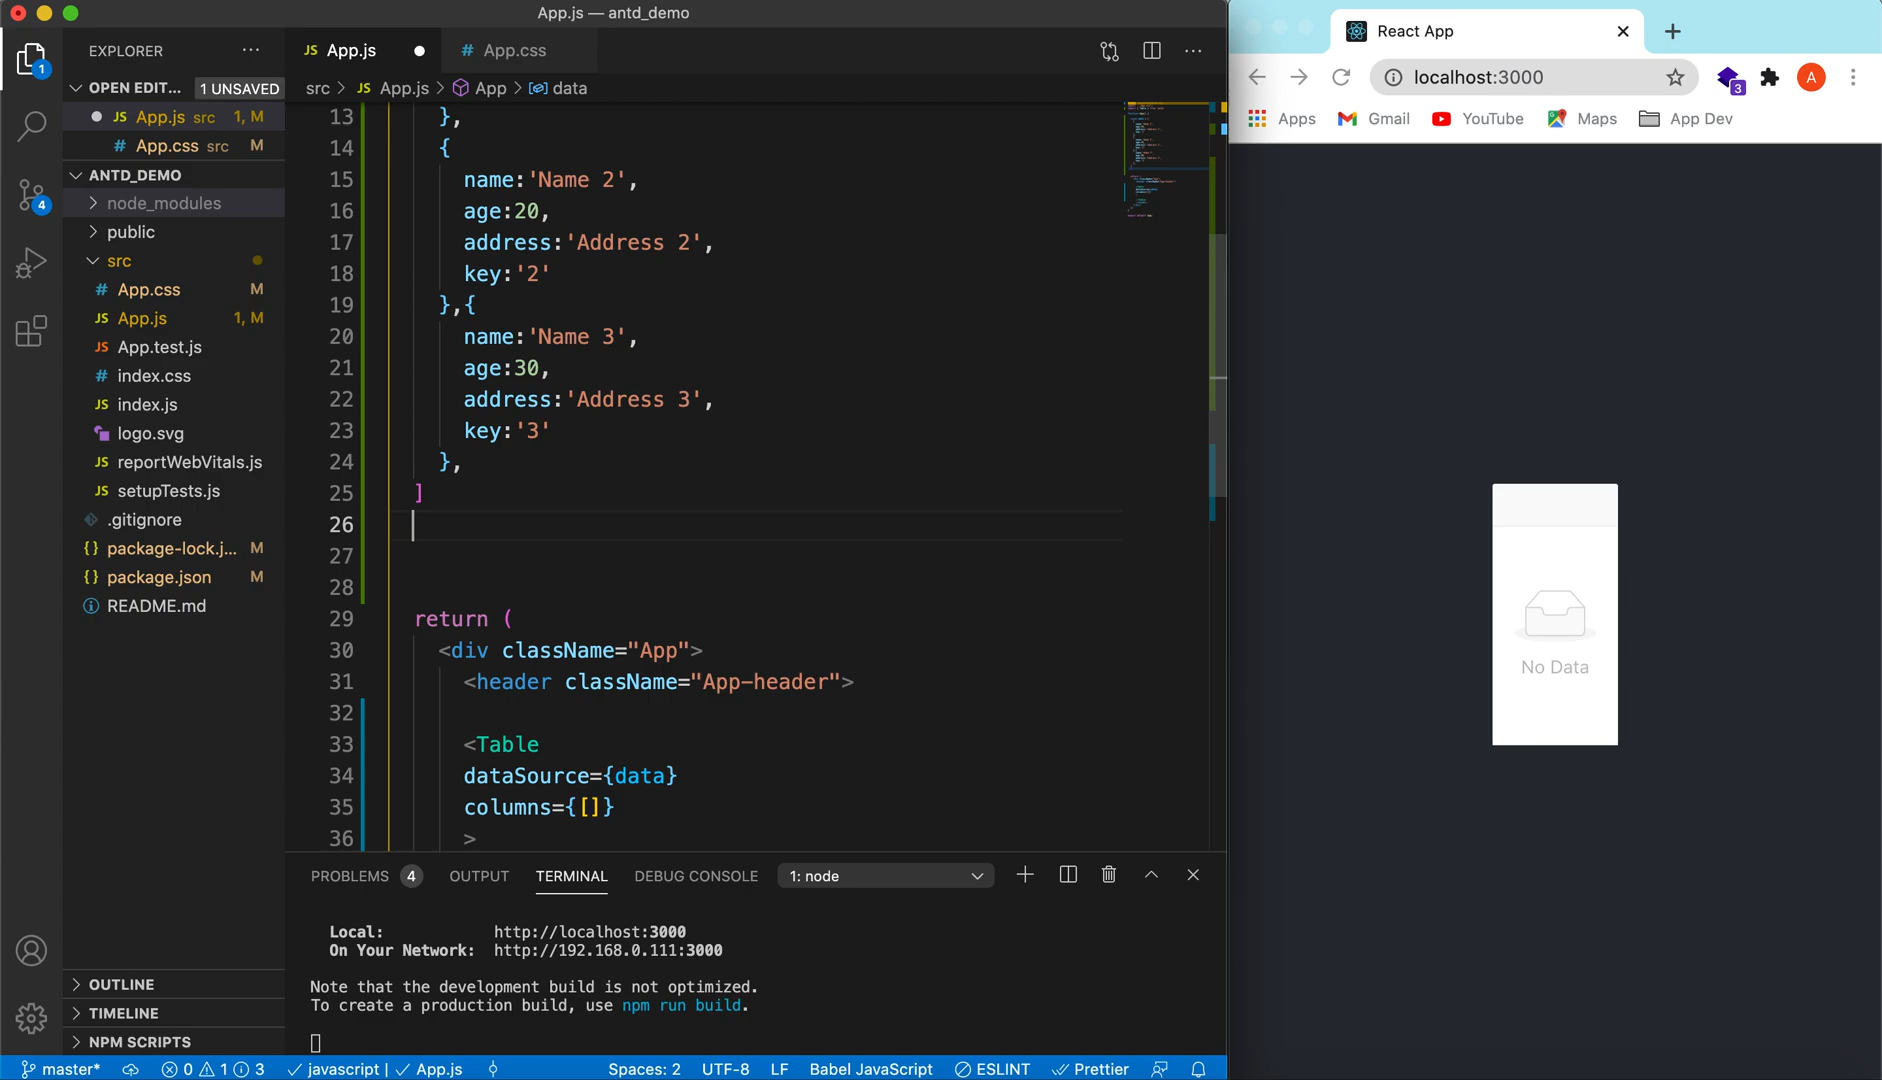 App.js — antd_demo
EXPLORER
OPEN EDIT... 1 UNSAVED
JS App.js src 1, M
# App.css src M
ANTD_DEMO
node_modules
public
src
# App.css M
JS App.js 1, M
JS App.test.js
# index.css
JS index.js
logo.svg
JS reportWebVitals.js
JS setupTests.js
.gitignore
{} package-lock.j... M
{} package.json M
README.md
OUTLINE
TIMELINE
NPM SCRIPTS
1
4
JS App.js
# App.css
src > JS App.js > App > data
13 },
14 {
15 name:'Name 2',
16 age:20,
17 address:'Address 2',
18 key:'2'
19 },{
20 name:'Name 3',
21 age:30,
22 address:'Address 3',
23 key:'3'
24 },
25 ]
26
27
28
29 return (
30 <div className="App">
31 <header className="App-header">
32
33 <Table
34 dataSource={data}
35 columns={[]}
36 >
PROBLEMS 4 OUTPUT TERMINAL DEBUG CONSOLE 1: node
Local: http://localhost:3000
On Your Network: http://192.168.0.111:3000
Note that the development build is not optimized.
To create a production build, use npm run build.
master* 0 1 3 javascript | App.js Spaces: 2 UTF-8 LF Babel JavaScript ESLINT Prettier
React App
localhost:3000
3
A
Apps Gmail YouTube Maps App Dev
No Data